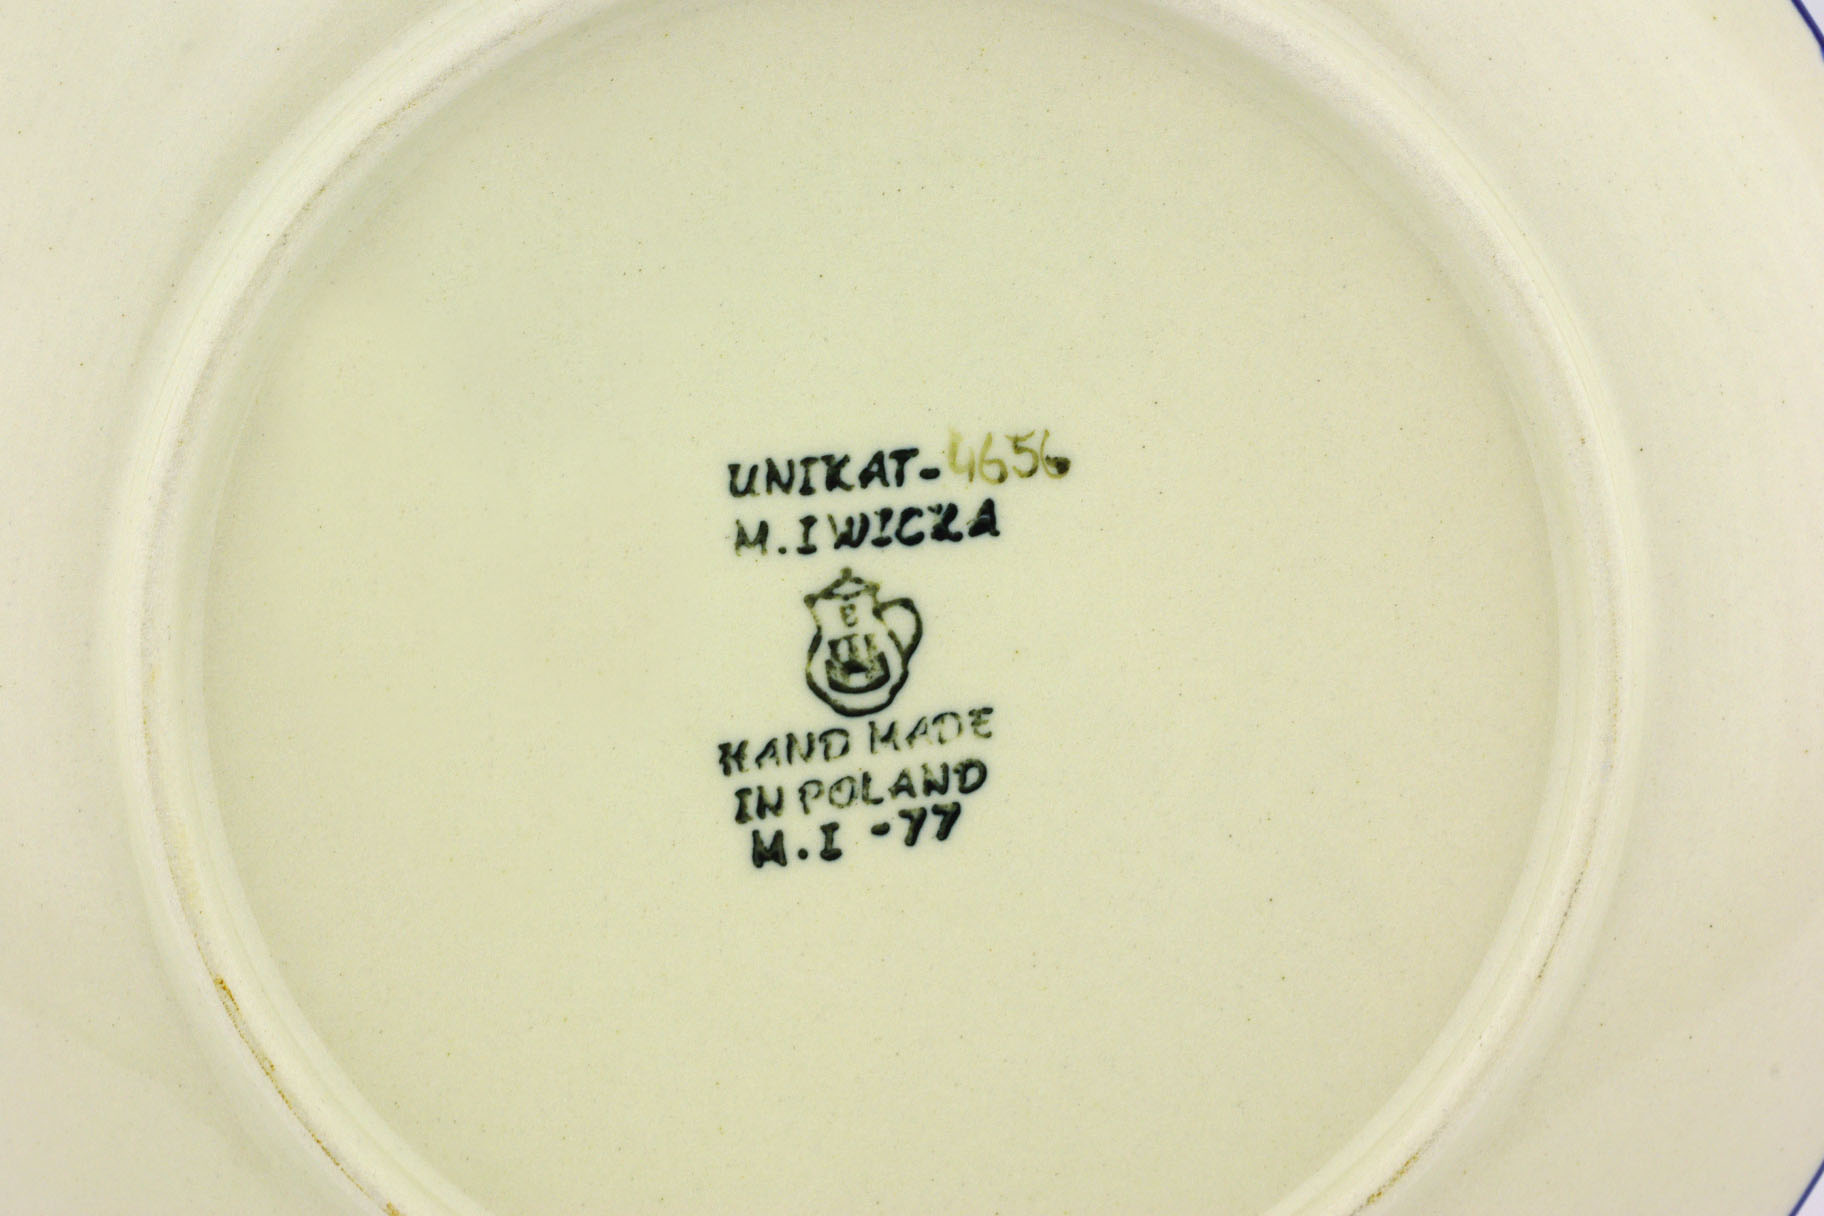 UNIKAT-4656
M.IWICKA
E
HAND MADE
IN POLAND
M.I -77